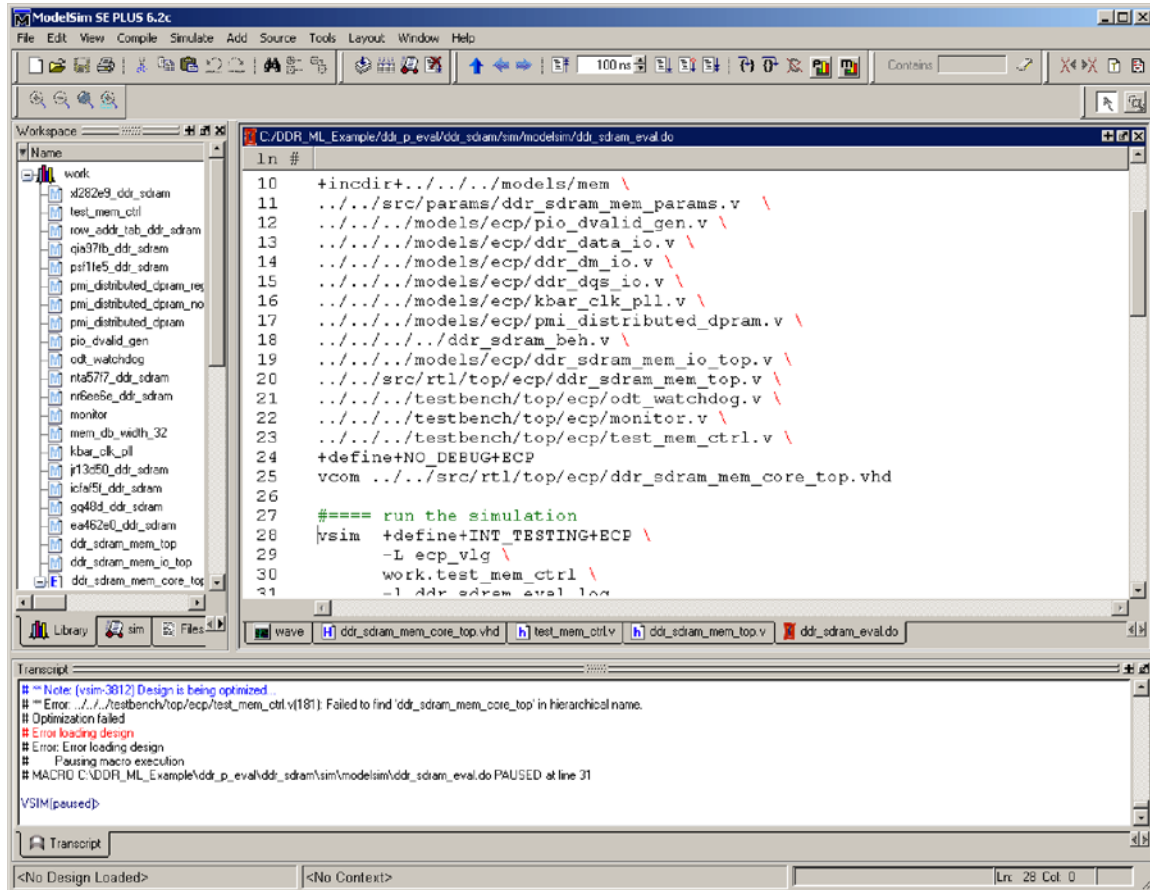 ModelSim SE PLUS 6.2c
File Edit View Compile Simulate Add Source Tools Layout Window Help
100 ns
Contains
Workspace
C:/DDR_ML_Example/ddr_p_eval/ddr_sdram/sim/modelsim/ddr_sdram_eval.do
Name
ln #
work
xl282e9_ddr_sdram
test_mem_ctrl
row_addr_tab_ddr_sdram
qia97fb_ddr_sdram
psf1fe5_ddr_sdram
pmi_distributed_dpram_reg
pmi_distributed_dpram_no
pmi_distributed_dpram
pio_dvalid_gen
odt_watchdog
nta57f7_ddr_sdram
nr6ee6e_ddr_sdram
monitor
mem_db_width_32
kbar_clk_pll
jr13d50_ddr_sdram
icfaf5f_ddr_sdram
gq48d_ddr_sdram
ea462e0_ddr_sdram
ddr_sdram_mem_top
ddr_sdram_mem_io_top
ddr_sdram_mem_core_top
10 +incdir+../../../models/mem \
11 ../../src/params/ddr_sdram_mem_params.v \
12 ../../../models/ecp/pio_dvalid_gen.v \
13 ../../../models/ecp/ddr_data_io.v \
14 ../../../models/ecp/ddr_dm_io.v \
15 ../../../models/ecp/ddr_dqs_io.v \
16 ../../../models/ecp/kbar_clk_pll.v \
17 ../../../models/ecp/pmi_distributed_dpram.v \
18 ../../../../ddr_sdram_beh.v \
19 ../../../models/ecp/ddr_sdram_mem_io_top.v \
20 ../../src/rtl/top/ecp/ddr_sdram_mem_top.v \
21 ../../../testbench/top/ecp/odt_watchdog.v \
22 ../../../testbench/top/ecp/monitor.v \
23 ../../../testbench/top/ecp/test_mem_ctrl.v \
24 +define+NO_DEBUG+ECP
25 vcom ../../src/rtl/top/ecp/ddr_sdram_mem_core_top.vhd
26
27 #==== run the simulation
28 vsim +define+INT_TESTING+ECP \
29 -L ecp_vlg \
30 work.test_mem_ctrl \
31 -l ddr_sdram_eval.log
Library sim Files
wave ddr_sdram_mem_core_top.vhd test_mem_ctrl.v ddr_sdram_mem_top.v ddr_sdram_eval.do
Transcript
# ** Note: (vsim-3812) Design is being optimized...
# ** Error: ../../../testbench/top/ecp/test_mem_ctrl.v(181): Failed to find 'ddr_sdram_mem_core_top' in hierarchical name.
# Optimization failed
# Error loading design
# Error: Error loading design
# Pausing macro execution
# MACRO C:\DDR_ML_Example\ddr_p_eval\ddr_sdram\sim\modelsim\ddr_sdram_eval.do PAUSED at line 31
VSIM(paused)>
Transcript
<No Design Loaded> <No Context> Ln: 28 Col: 0